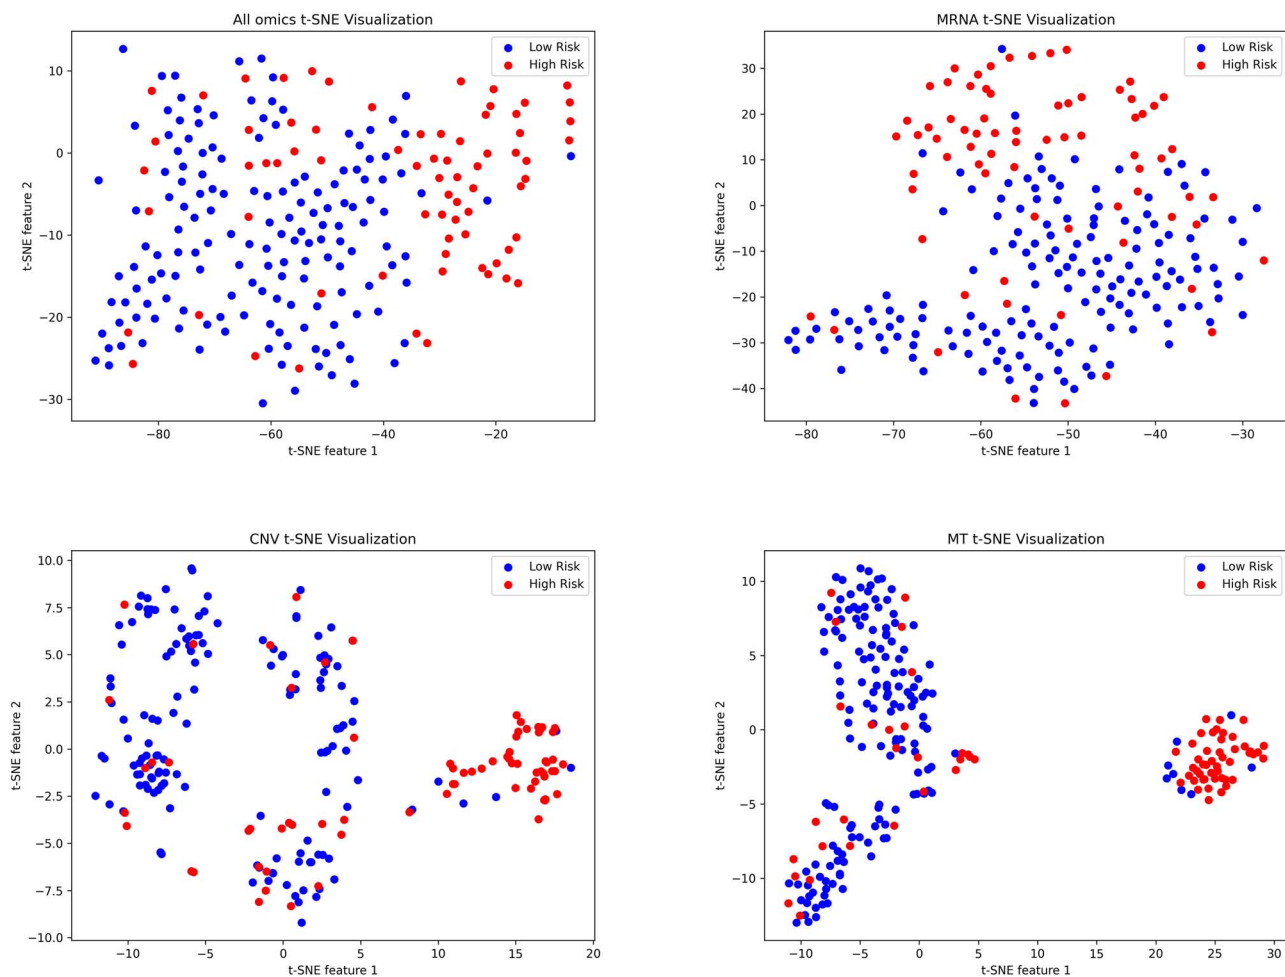 All omics t-SNE Visualization
Low Risk
High Risk
10
0
−10
−20
−30
t-SNE feature 2
−80
−60
−40
−20
t-SNE feature 1
MRNA t-SNE Visualization
Low Risk
High Risk
30
20
10
0
−10
−20
−30
−40
t-SNE feature 2
−80
−70
−60
−50
−40
−30
t-SNE feature 1
CNV t-SNE Visualization
Low Risk
High Risk
10.0
7.5
5.0
2.5
0.0
−2.5
−5.0
−7.5
−10.0
t-SNE feature 2
−10
−5
0
5
10
15
20
t-SNE feature 1
MT t-SNE Visualization
Low Risk
High Risk
10
5
0
−5
−10
t-SNE feature 2
−10
−5
0
5
10
15
20
25
30
t-SNE feature 1